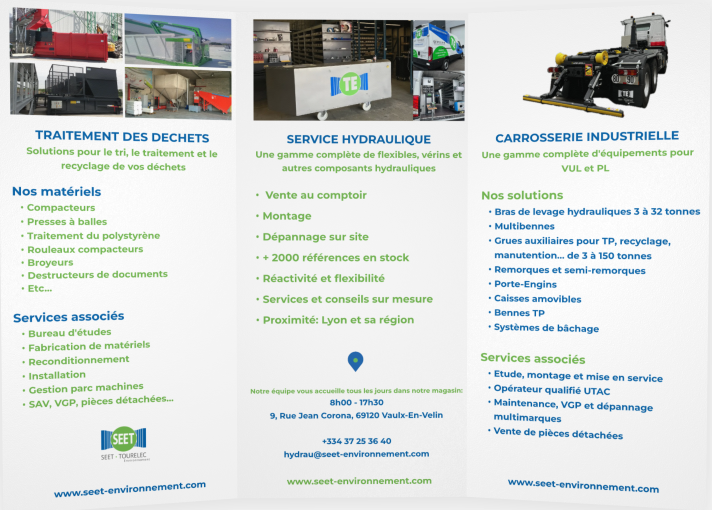 TRAITEMENT DES DECHETS
Solutions pour le tri, le traitement et le
recyclage de vos déchets
Nos matériels
• Compacteurs
• Presses à balles
• Traitement du polystyrène
• Rouleaux compacteurs
• Broyeurs
• Destructeurs de documents
• Etc...
Services associés
• Bureau d'études
• Fabrication de matériels
• Reconditionnement
• Installation
• Gestion parc machines
• SAV, VGP, pièces détachées...
SEET
SEET - TOURELEC
www.seet-environnement.com
TE
SERVICE HYDRAULIQUE
Une gamme complète de flexibles, vérins et
autres composants hydrauliques
• Vente au comptoir
• Montage
• Dépannage sur site
• + 2000 références en stock
• Réactivité et flexibilité
• Services et conseils sur mesure
• Proximité: Lyon et sa région
Notre équipe vous accueille tous les jours dans notre magasin:
8h00 - 17h30
9, Rue Jean Corona, 69120 Vaulx-En-Velin
+334 37 25 36 40
hydrau@seet-environnement.com
www.seet-environnement.com
CARROSSERIE INDUSTRIELLE
Une gamme complète d'équipements pour
VUL et PL
Nos solutions
• Bras de levage hydrauliques 3 à 32 tonnes
• Multibennes
• Grues auxiliaires pour TP, recyclage,
manutention... de 3 à 150 tonnes
• Remorques et semi-remorques
• Porte-Engins
• Caisses amovibles
• Bennes TP
• Systèmes de bâchage
Services associés
• Etude, montage et mise en service
• Opérateur qualifié UTAC
• Maintenance, VGP et dépannage
multimarques
• Vente de pièces détachées
www.seet-environnement.com